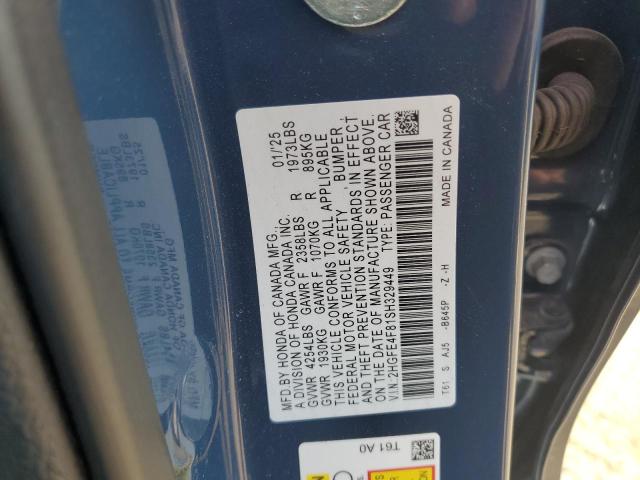 MFD.BY HONDA OF CANADA MFG., 01/'25
A DIVISION OF HONDA CANADA INC.
GVWR 4254LBS GAWR F 2358LBS R 1973LBS
GVWR 1930KG GAWR F 1070KG R 895KG
THIS VEHICLE CONFORMS TO ALL APPLICABLE
FEDERAL MOTOR VEHICLE SAFETY ,BUMPER,
AND THEFT PREVENTION STANDARDS IN EFFECT
ON THE DATE OF MANUFACTURE SHOWN ABOVE.
V.I.N.:2HGFE4F81SH329449 TYPE: PASSENGER CAR
T61 S AJ5 -B645P -Z -H MADE IN CANADA
T61 A0